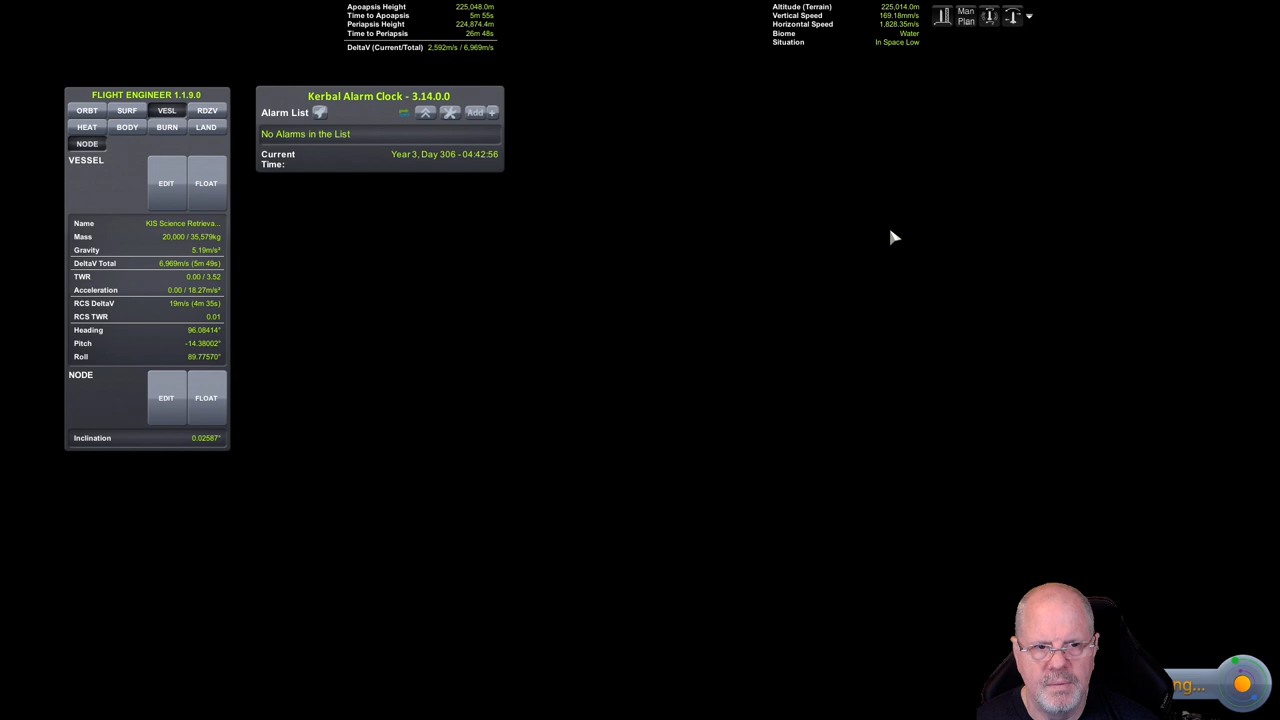 Apoapsis Height 225,048.0m
Time to Apoapsis 5m 55s
Periapsis Height 224,874.4m
Time to Periapsis 26m 48s
DeltaV (Current/Total) 2,592m/s / 6,969m/s
Altitude (Terrain) 225,014.0m
Vertical Speed 169.18mm/s
Horizontal Speed 1,828.35m/s
Biome Water
Situation In Space Low
Man
Plan
FLIGHT ENGINEER 1.1.9.0
ORBT SURF VESL RDZV
HEAT BODY BURN LAND
NODE
VESSEL
EDIT FLOAT
Name KIS Science Retrieva...
Mass 20,000 / 35,579kg
Gravity 5.19m/s²
DeltaV Total 6,969m/s (5m 49s)
TWR 0.00 / 3.52
Acceleration 0.00 / 18.27m/s²
RCS DeltaV 19m/s (4m 35s)
RCS TWR 0.01
Heading 96.08414°
Pitch -14.38002°
Roll 89.77570°
NODE
EDIT FLOAT
Inclination 0.02587°
Kerbal Alarm Clock - 3.14.0.0
Alarm List Add +
No Alarms in the List
Current Time: Year 3, Day 306 - 04:42:56
ng...